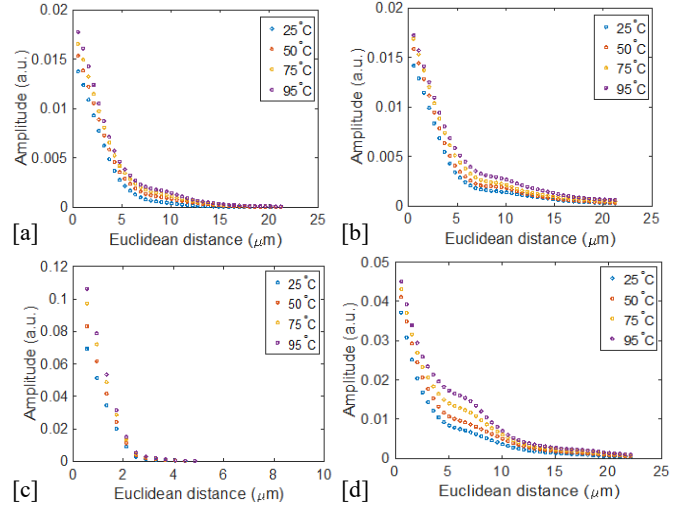 0.02
0.015
0.01
0.005
0
0 5 10 15 20 25
Amplitude (a.u.)
Euclidean distance (μm)
25°C
50°C
75°C
95°C
[a]
0.02
0.015
0.01
0.005
0
0 5 10 15 20 25
Amplitude (a.u.)
Euclidean distance (μm)
25°C
50°C
75°C
95°C
[b]
0.12
0.1
0.08
0.06
0.04
0.02
0
0 2 4 6 8 10
Amplitude (a.u.)
Euclidean distance (μm)
25°C
50°C
75°C
95°C
[c]
0.05
0.04
0.03
0.02
0.01
0
0 5 10 15 20 25
Amplitude (a.u.)
Euclidean distance (μm)
25°C
50°C
75°C
95°C
[d]